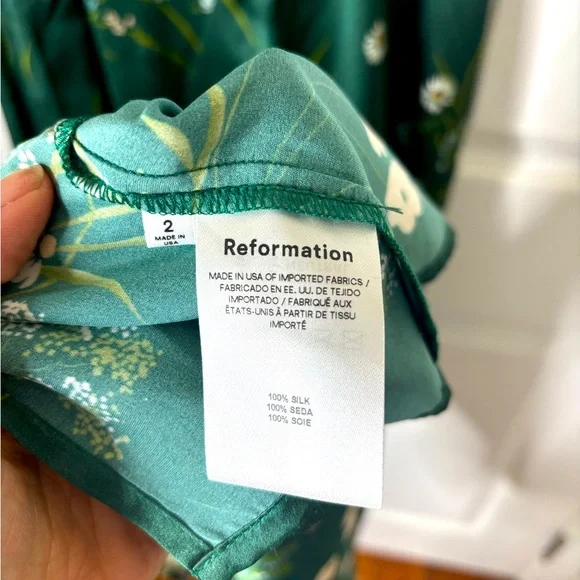 2
MADE IN
USA
Reformation
MADE IN USA OF IMPORTED FABRICS /
FABRICADO EN EE. UU. DE TEJIDO
IMPORTADO / FABRIQUÉ AUX
ÉTATS-UNIS À PARTIR DE TISSU
IMPORTÉ
100% SILK
100% SEDA
100% SOIE